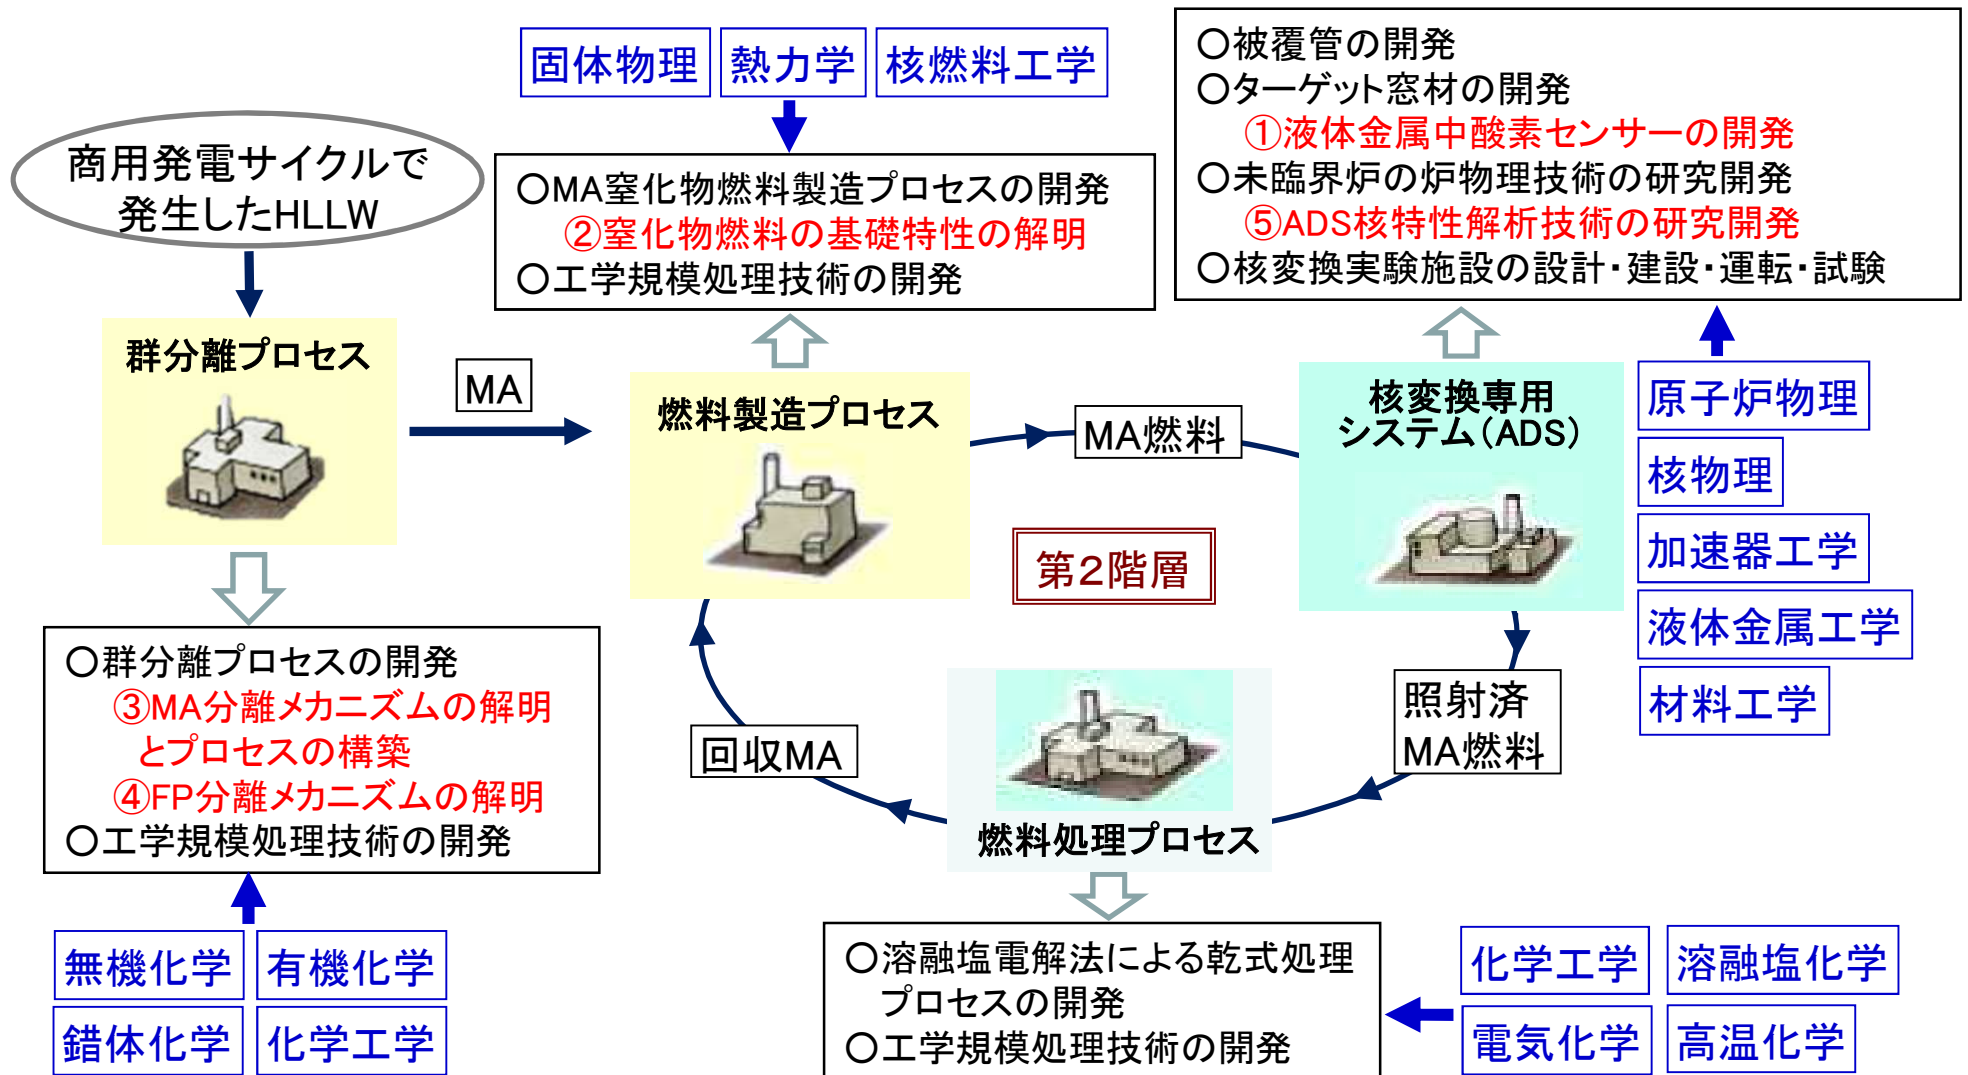 固体物理 熱力学 核燃料工学
商用発電サイクルで
発生したHLLW
○MA窒化物燃料製造プロセスの開発
②窒化物燃料の基礎特性の解明
○工学規模処理技術の開発
○被覆管の開発
○ターゲット窓材の開発
①液体金属中酸素センサーの開発
○未臨界炉の炉物理技術の研究開発
⑤ADS核特性解析技術の研究開発
○核変換実験施設の設計・建設・運転・試験
群分離プロセス
MA
燃料製造プロセス
MA燃料
核変換専用
システム(ADS)
原子炉物理
核物理
加速器工学
液体金属工学
材料工学
第2階層
○群分離プロセスの開発
③MA分離メカニズムの解明
とプロセスの構築
④FP分離メカニズムの解明
○工学規模処理技術の開発
回収MA
照射済
MA燃料
燃料処理プロセス
無機化学 有機化学
錯体化学 化学工学
○溶融塩電解法による乾式処理
プロセスの開発
○工学規模処理技術の開発
化学工学 溶融塩化学
電気化学 高温化学